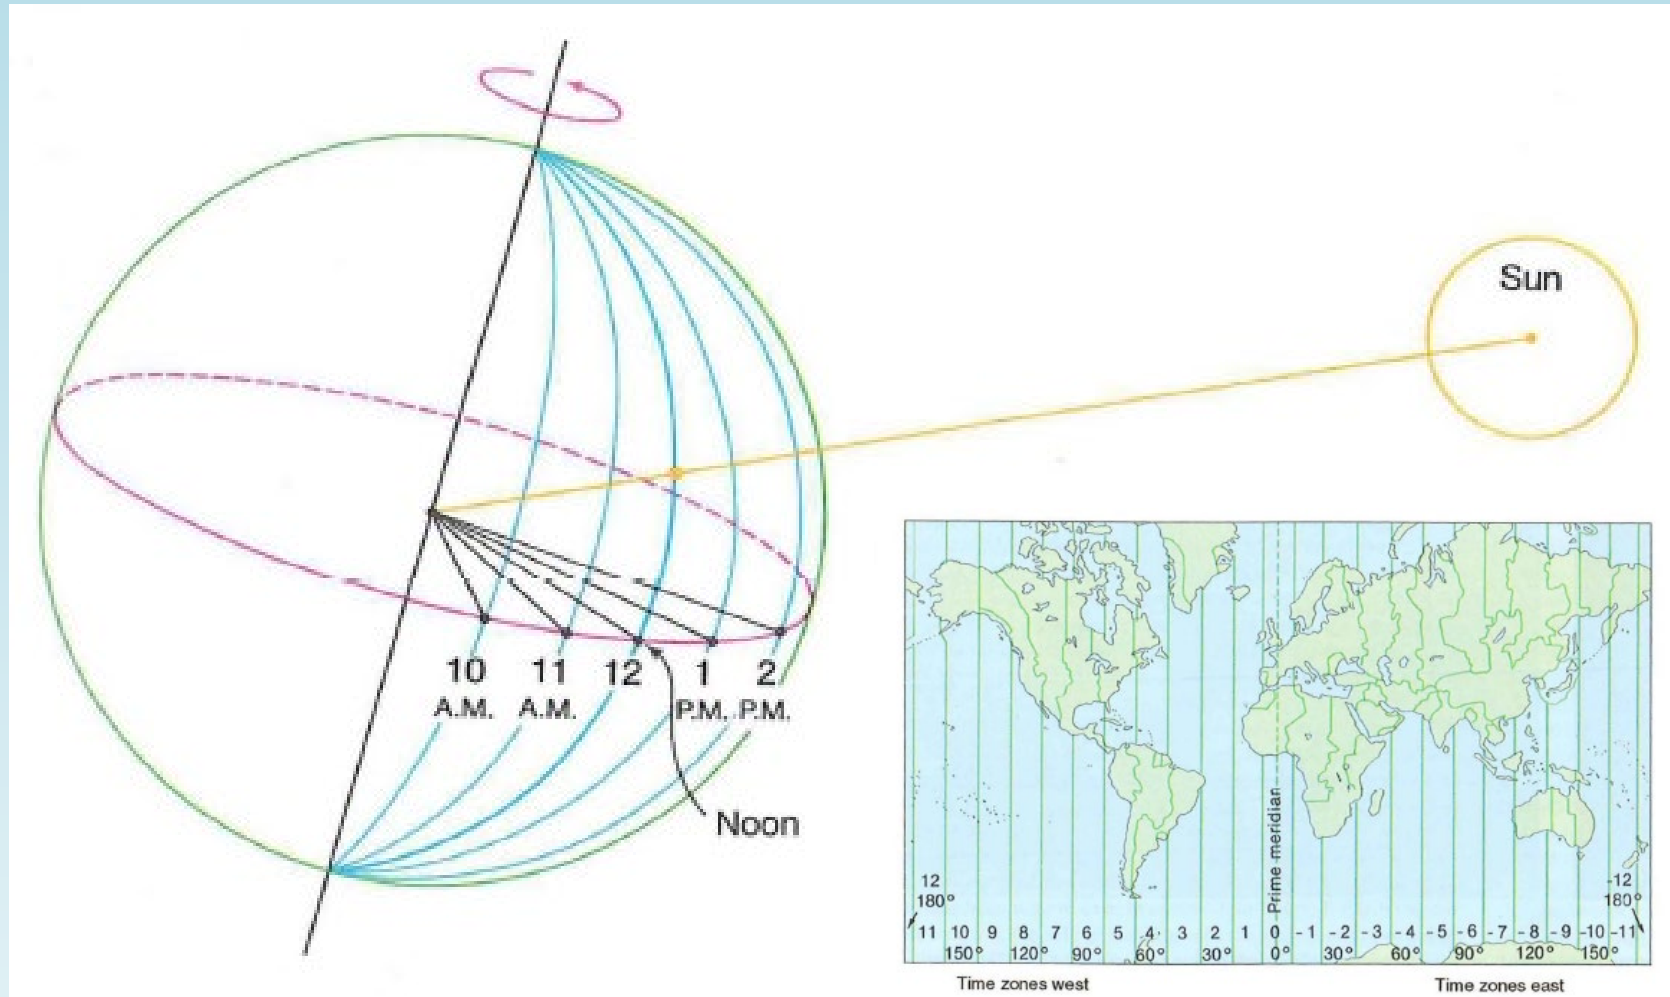 Sun
10 11 12 1 2
A.M. A.M. P.M. P.M.
Noon
Prime meridian
12 -12
180° 180°
11 10 9 8 7 6 5 4 3 2 1 0 -1 -2 -3 -4 -5 -6 -7 -8 -9 -10 -11
150° 120° 90° 60° 30° 0° 30° 60° 90° 120° 150°
Time zones west Time zones east